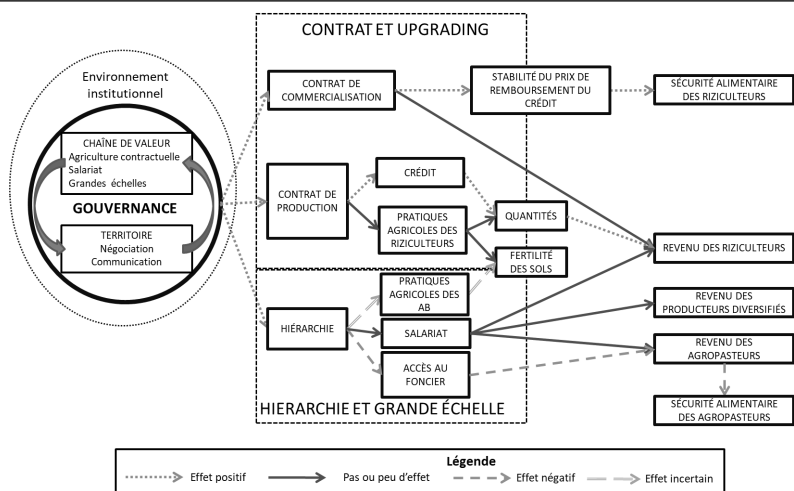 CONTRAT ET UPGRADING
Environnement
institutionnel
CHAÎNE DE VALEUR
Agriculture contractuelle
Salariat
Grandes échelles
GOUVERNANCE
TERRITOIRE
Négociation
Communication
CONTRAT DE
COMMERCIALISATION
STABILITÉ DU PRIX DE
REMBOURSEMENT DU
CRÉDIT
SÉCURITÉ ALIMENTAIRE
DES RIZICULTEURS
CONTRAT DE
PRODUCTION
CRÉDIT
PRATIQUES
AGRICOLES DES
RIZICULTEURS
QUANTITÉS
FERTILITÉ
DES SOLS
REVENU DES RIZICULTEURS
HIÉRARCHIE
PRATIQUES
AGRICOLES DES
AB
SALARIAT
ACCÈS AU
FONCIER
REVENU DES
PRODUCTEURS DIVERSIFIÉS
REVENU DES
AGROPASTEURS
SÉCURITÉ ALIMENTAIRE
DES AGROPASTEURS
HIERARCHIE ET GRANDE ÉCHELLE
Légende
Effet positif
Pas ou peu d'effet
Effet négatif
Effet incertain